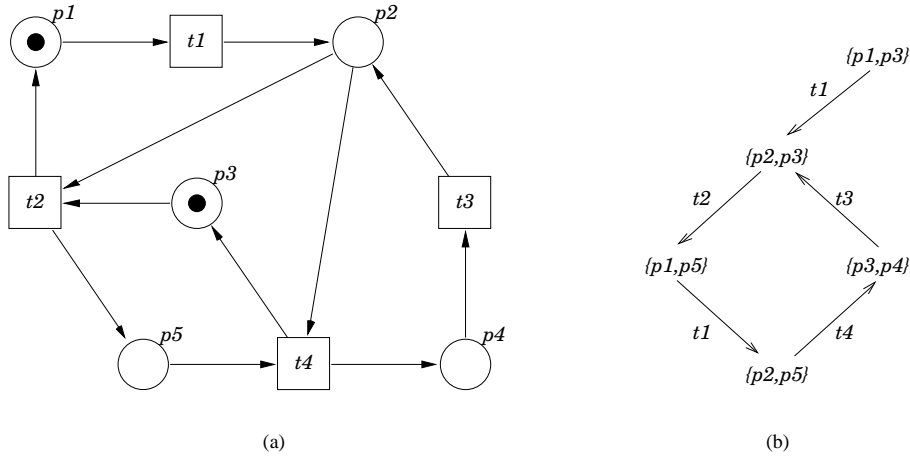 p1
t1
p2
t2
p3
t3
p5
t4
p4
(a)
{p1,p3}
t1
{p2,p3}
t2
t3
{p1,p5}
{p3,p4}
t1
t4
{p2,p5}
(b)